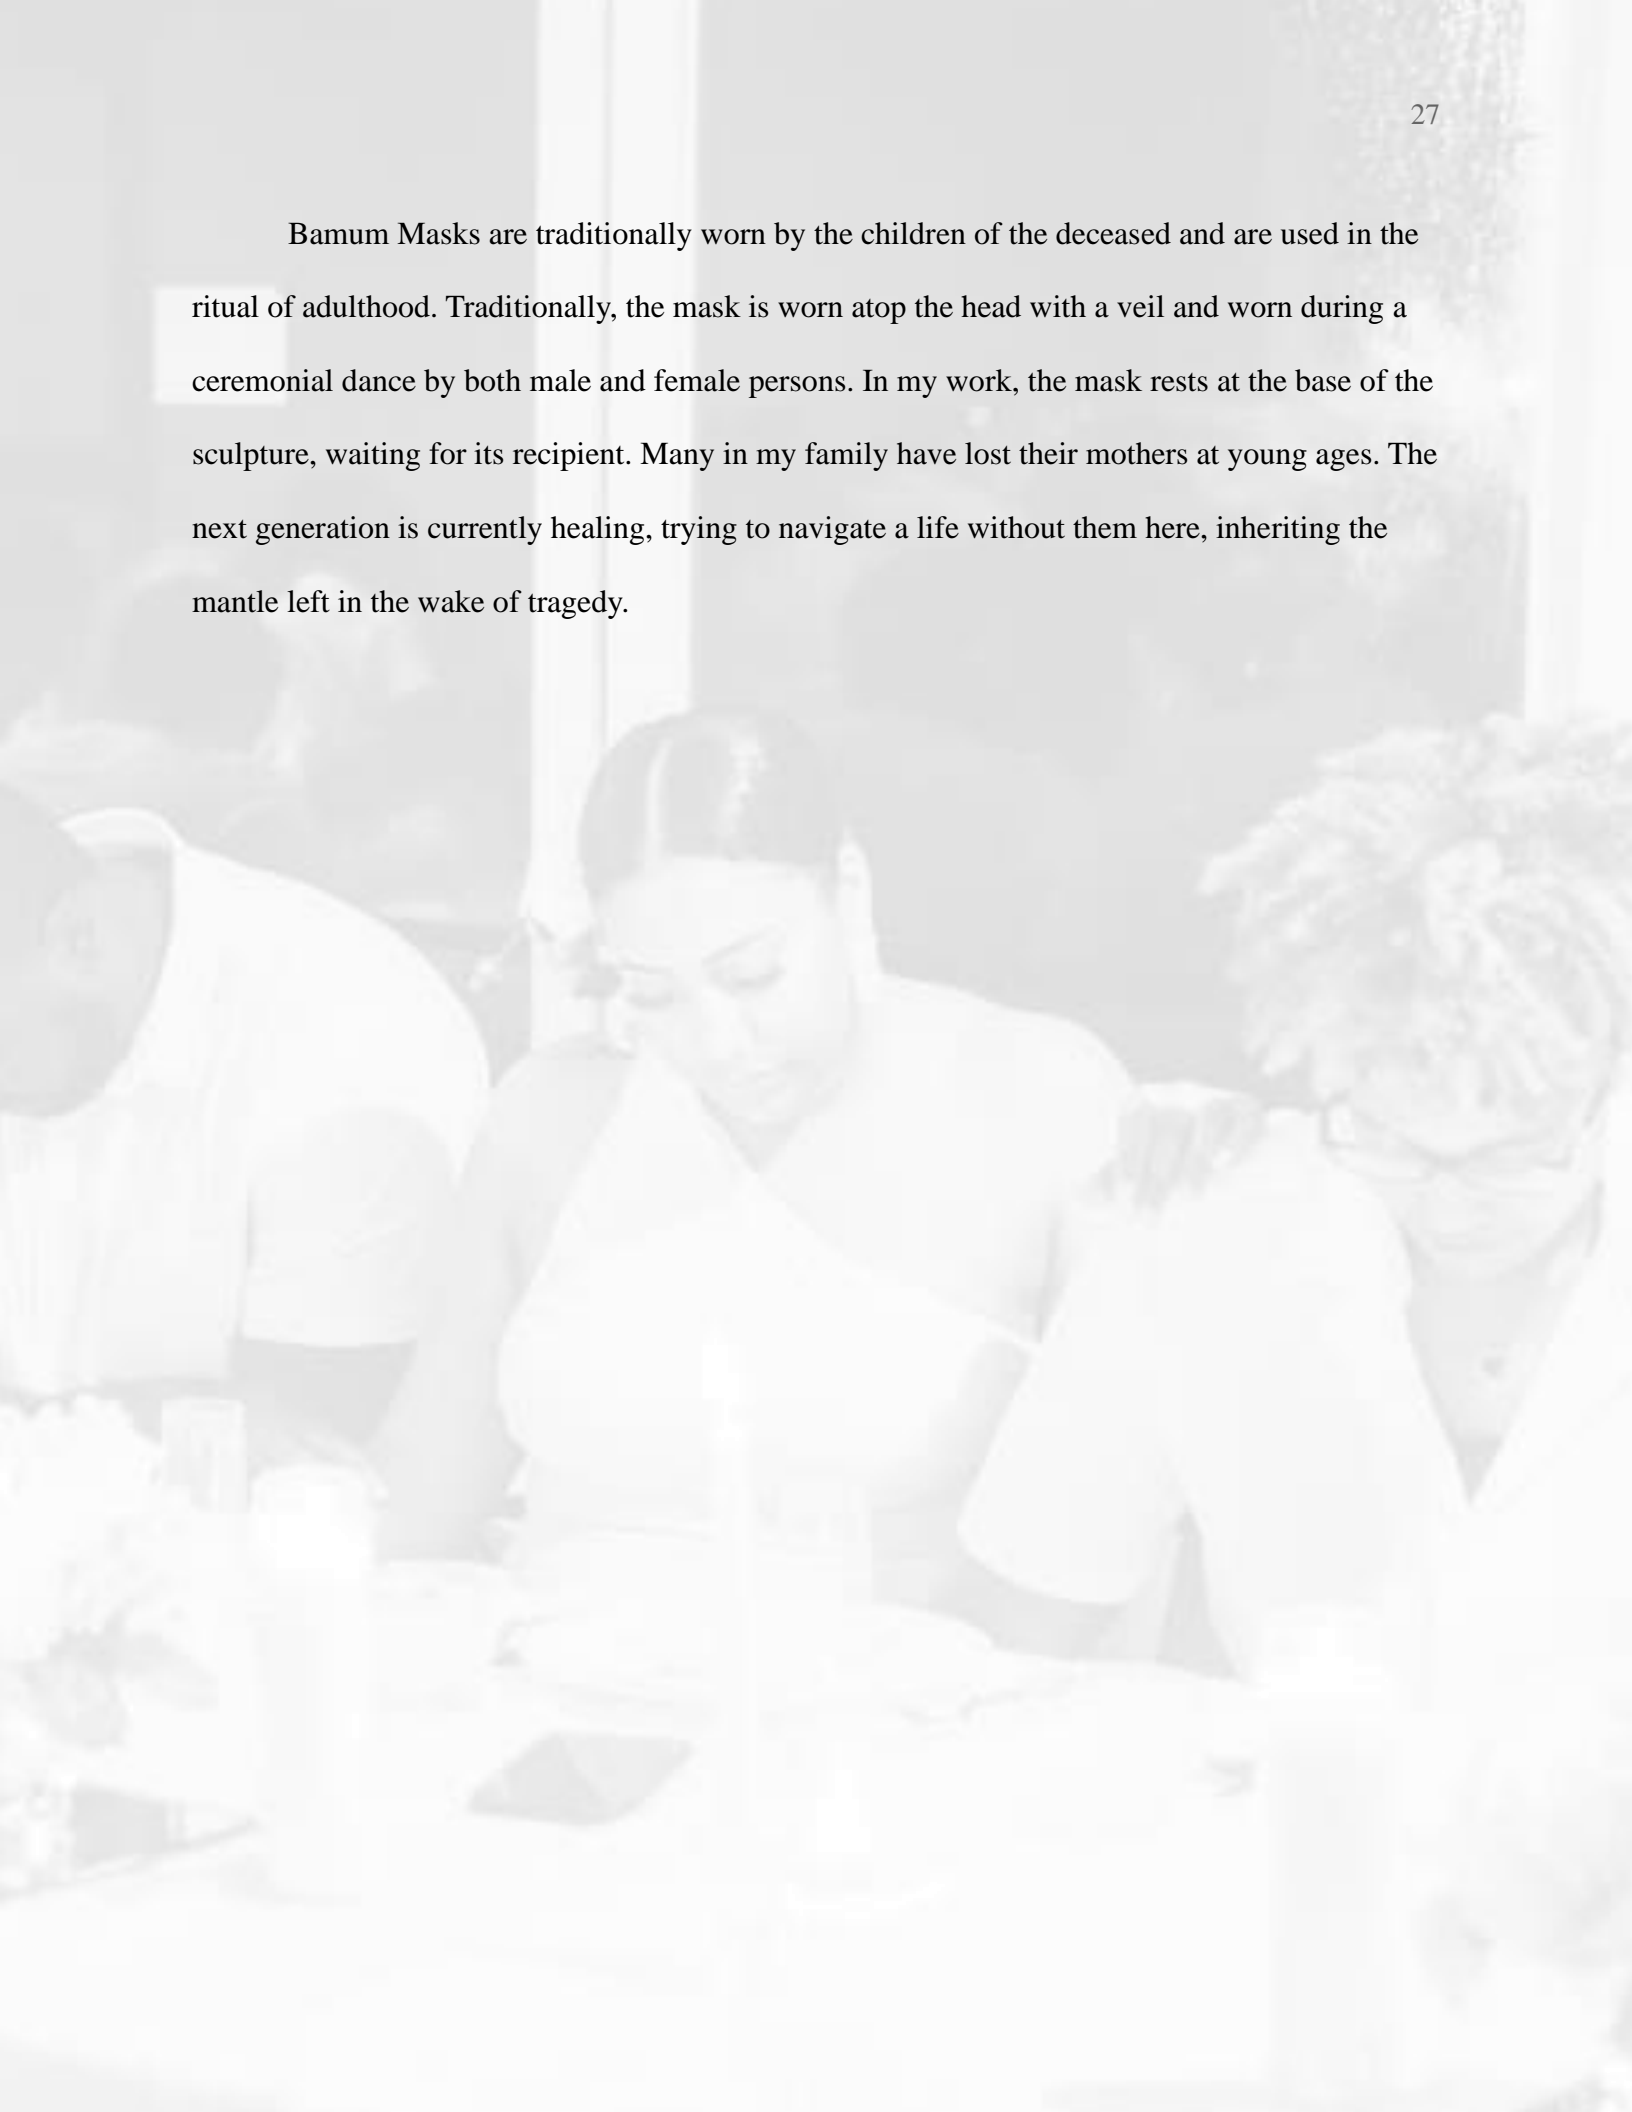 27
Bamum Masks are traditionally worn by the children of the deceased and are used in the
ritual of adulthood. Traditionally, the mask is worn atop the head with a veil and worn during a
ceremonial dance by both male and female persons. In my work, the mask rests at the base of the
sculpture, waiting for its recipient. Many in my family have lost their mothers at young ages. The
next generation is currently healing, trying to navigate a life without them here, inheriting the
mantle left in the wake of tragedy.